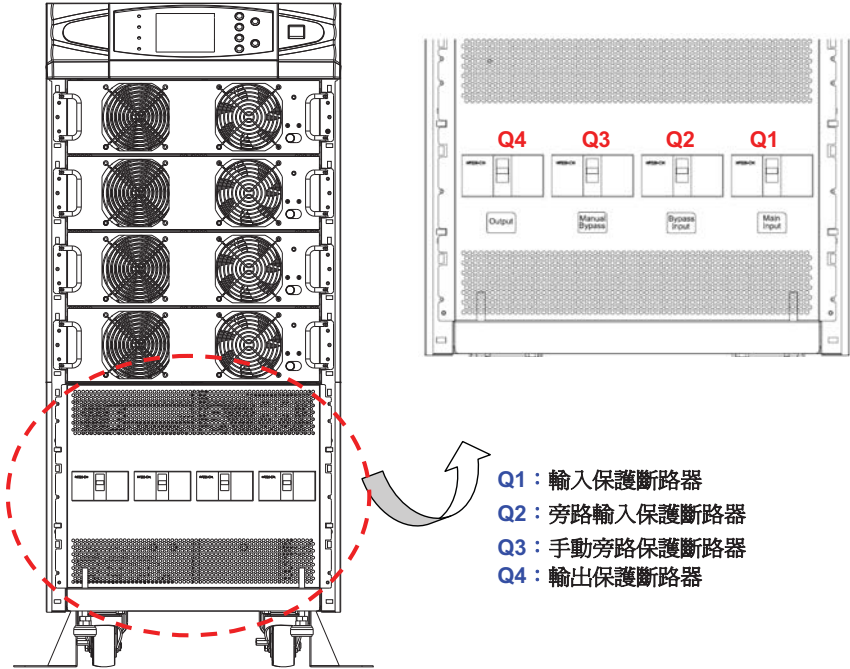 Q4 Q3 Q2 Q1
Output
Manual
Bypass
Bypass
Input
Main
Input
Q1：輸入保護斷路器
Q2：旁路輸入保護斷路器
Q3：手動旁路保護斷路器
Q4：輸出保護斷路器